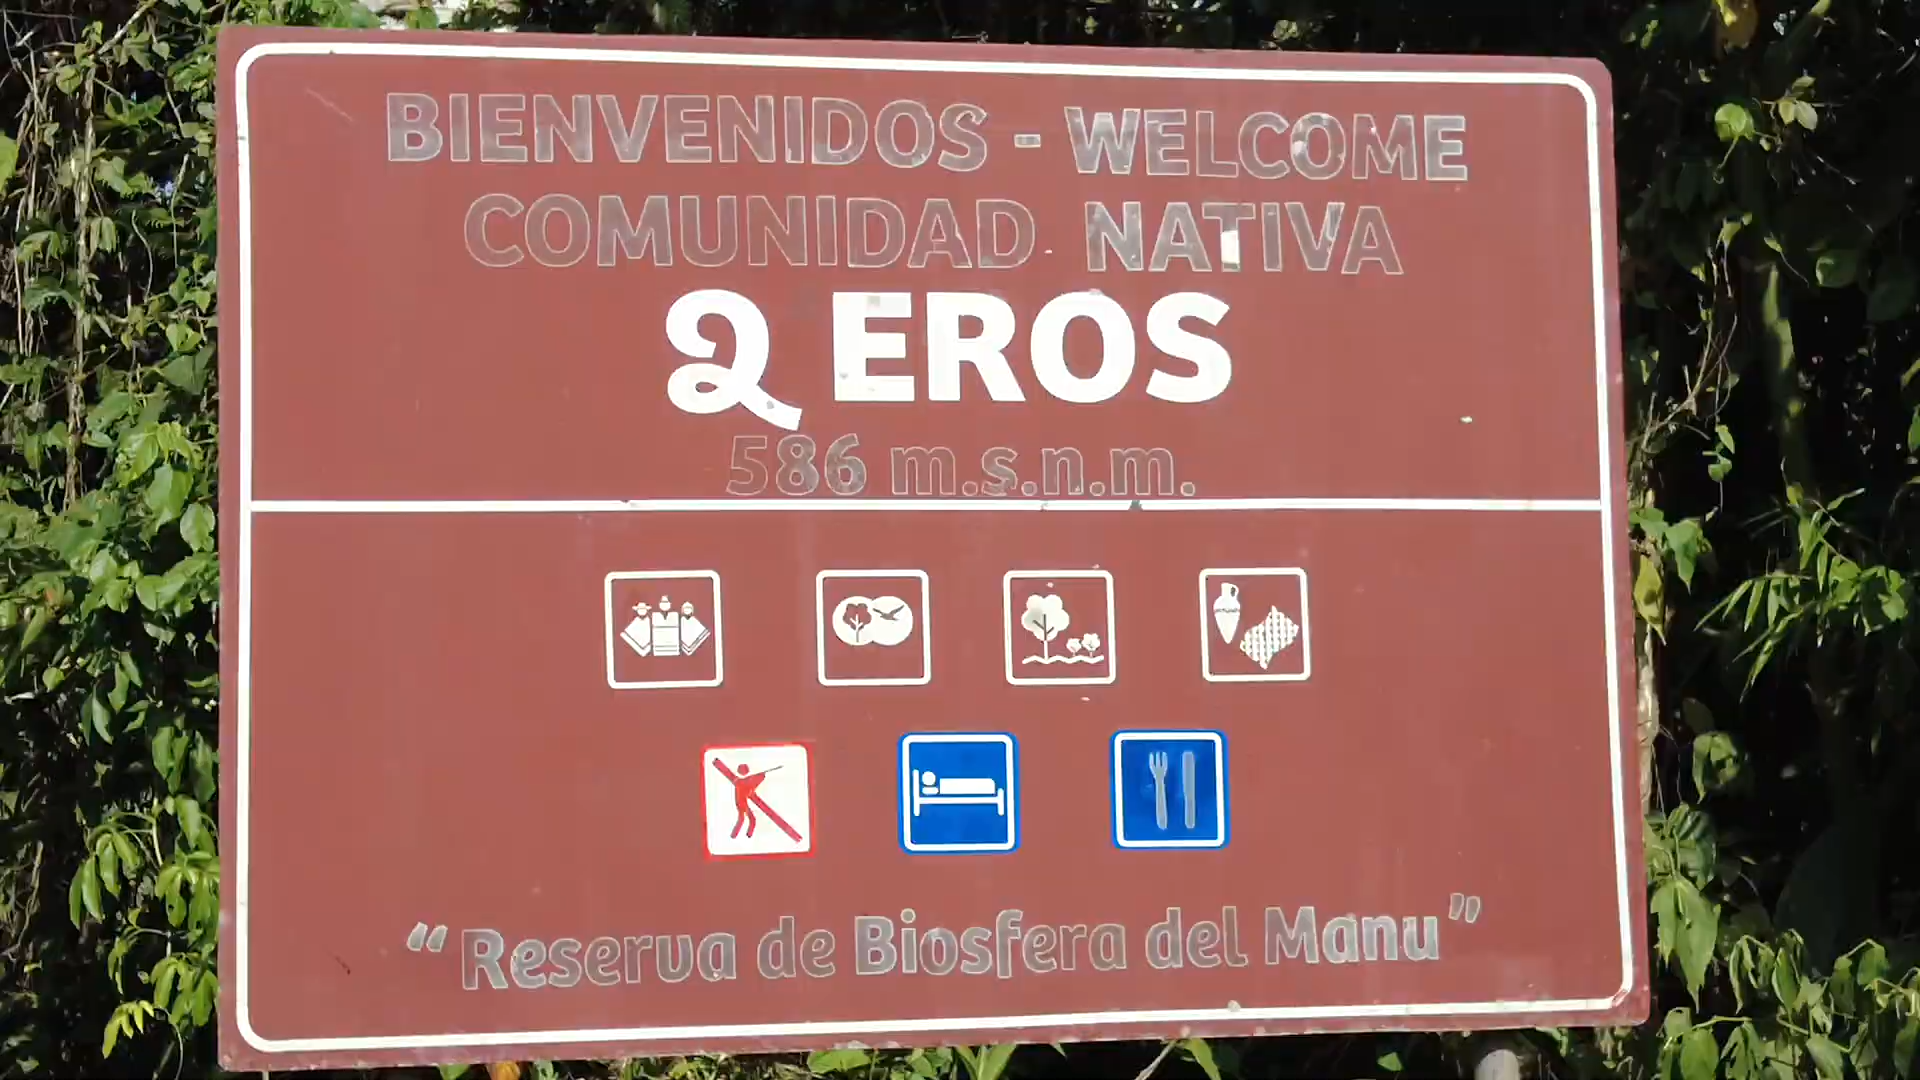 BIENVENIDOS - WELCOME
COMUNIDAD NATIVA
Q EROS
586 m.s.n.m.
“Reserva de Biosfera del Manu”